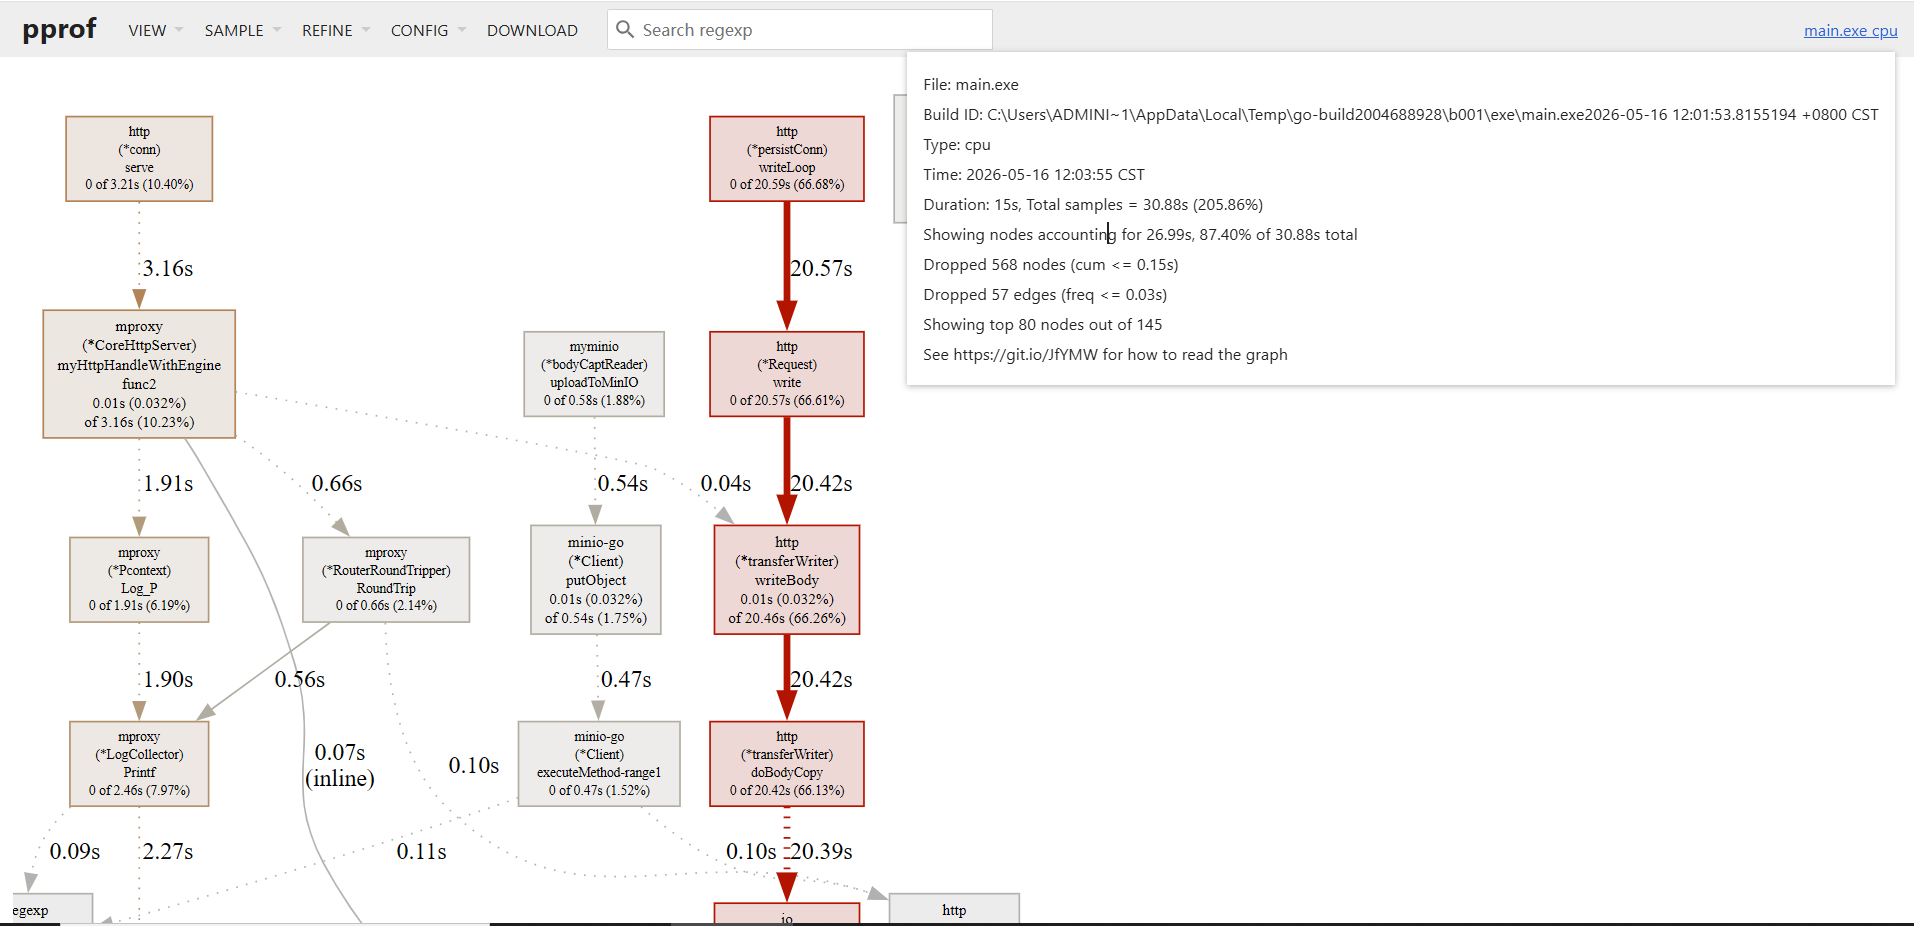 pprof VIEW SAMPLE REFINE CONFIG DOWNLOAD Search regexp main.exe cpu
File: main.exe
Build ID: C:\Users\ADMINI~1\AppData\Local\Temp\go-build2004688928\b001\exe\main.exe2026-05-16 12:01:53.8155194 +0800 CST
Type: cpu
Time: 2026-05-16 12:03:55 CST
Duration: 15s, Total samples = 30.88s (205.86%)
Showing nodes accounting for 26.99s, 87.40% of 30.88s total
Dropped 568 nodes (cum <= 0.15s)
Dropped 57 edges (freq <= 0.03s)
Showing top 80 nodes out of 145
See https://git.io/JfYMW for how to read the graph
http
(*conn)
serve
0 of 3.21s (10.40%)
http
(*persistConn)
writeLoop
0 of 20.59s (66.68%)
3.16s
20.57s
mproxy
(*CoreHttpServer)
myHttpHandleWithEngine
func2
0.01s (0.032%)
of 3.16s (10.23%)
myminio
(*bodyCaptReader)
uploadToMinIO
0 of 0.58s (1.88%)
http
(*Request)
write
0 of 20.57s (66.61%)
1.91s
0.66s
0.54s
0.04s
20.42s
mproxy
(*Pcontext)
Log_P
0 of 1.91s (6.19%)
mproxy
(*RouterRoundTripper)
RoundTrip
0 of 0.66s (2.14%)
minio-go
(*Client)
putObject
0.01s (0.032%)
of 0.54s (1.75%)
http
(*transferWriter)
writeBody
0.01s (0.032%)
of 20.46s (66.26%)
1.90s
0.56s
0.47s
20.42s
mproxy
(*LogCollector)
Printf
0 of 2.46s (7.97%)
0.07s
(inline)
0.10s
minio-go
(*Client)
executeMethod-range1
0 of 0.47s (1.52%)
http
(*transferWriter)
doBodyCopy
0 of 20.42s (66.13%)
0.09s
2.27s
0.11s
0.10s
20.39s
egexp
io
http